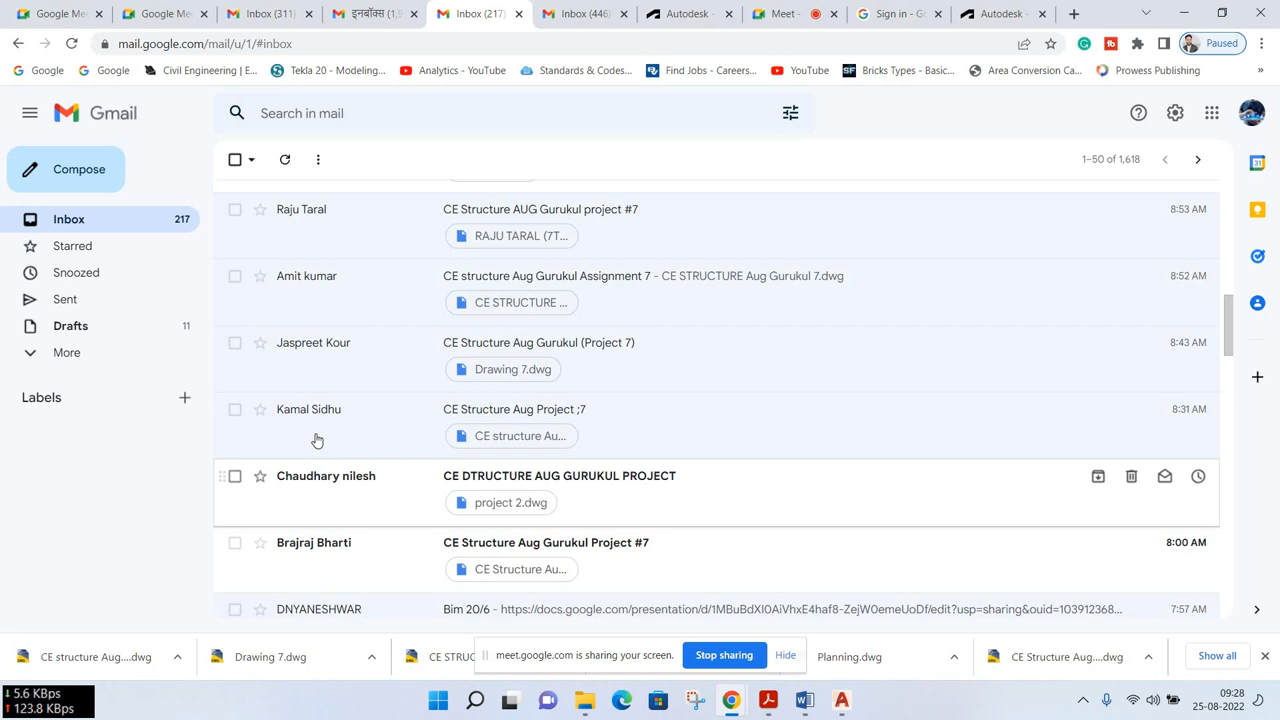 Google Me
Google Me
Inbox (311)
इनबॉक्स (1,9
Inbox (217)
Inbox (446)
Autodesk -
Meet -
Sign in - Go
Autodesk -
mail.google.com/mail/u/1/#inbox
Paused
Google
Google
Civil Engineering | E...
Tekla 20 - Modeling...
Analytics - YouTube
Standards & Codes...
Find Jobs - Careers...
YouTube
Bricks Types - Basic...
Area Conversion Ca...
Prowess Publishing
Gmail
Search in mail
Compose
1–50 of 1,618
Inbox 217
Starred
Snoozed
Sent
Drafts 11
More
Labels
Raju Taral CE Structure AUG Gurukul project #7 8:53 AM
RAJU TARAL (7T...
Amit kumar CE structure Aug Gurukul Assignment 7 - CE STRUCTURE Aug Gurukul 7.dwg 8:52 AM
CE STRUCTURE ...
Jaspreet Kour CE Structure Aug Gurukul (Project 7) 8:43 AM
Drawing 7.dwg
Kamal Sidhu CE Structure Aug Project ;7 8:31 AM
CE structure Au...
Chaudhary nilesh CE DTRUCTURE AUG GURUKUL PROJECT
project 2.dwg
Brajraj Bharti CE Structure Aug Gurukul Project #7 8:00 AM
CE Structure Au...
DNYANESHWAR Bim 20/6 - https://docs.google.com/presentation/d/1MBuBdXI0AiVhxE4haf8-ZejW0emeUoDf/edit?usp=sharing&ouid=103912368... 7:57 AM
CE structure Aug....dwg
Drawing 7.dwg
CE STRUC
meet.google.com is sharing your screen.
Stop sharing
Hide
Planning.dwg
CE Structure Aug....dwg
Show all
5.6 KBps
123.8 KBps
09:28
25-08-2022